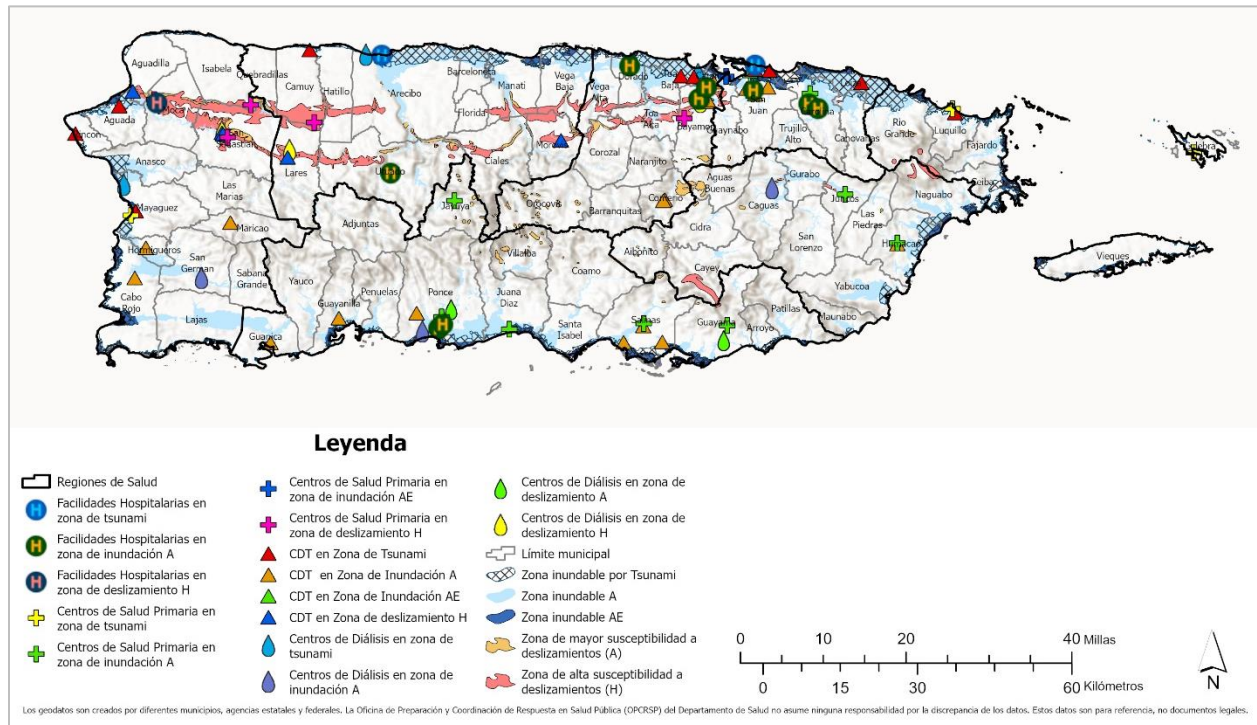 Aguadilla
Isabela
Quebradillas
Camuy
Hatillo
Arecibo
Barceloneta
Manati
Vega
Baja
Vega
Alta
Dorado
Toa
Baja
San
Juan
Rincon
Aguada
San
Sebastian
Florida
Toa
Alta
Bayamon
Guaynabo
Trujillo
Alto
Canovanas
Rio
Grande
Luquillo
Fajardo
Culebra
Anasco
Las
Marias
Lares
Utuado
Ciales
Corozal
Naranjito
Aguas
Buenas
Gurabo
Caguas
Juncos
Naguabo
Ceiba
Mayaguez
Maricao
Adjuntas
Jayuya
Orocovis
Barranquitas
Comerio
Cidra
San
Lorenzo
Las
Piedras
Humacao
Vieques
Hormigueros
San
German
Sabana
Grande
Yauco
Guayanilla
Penuelas
Ponce
Villalba
Juana
Diaz
Coamo
Aibonito
Cayey
Yabucoa
Cabo
Rojo
Lajas
Guanica
Santa
Isabel
Salinas
Guayama
Arroyo
Patillas
Maunabo
Leyenda
Regiones de Salud
Facilidades Hospitalarias en
zona de tsunami
Facilidades Hospitalarias en
zona de inundación A
Facilidades Hospitalarias en
zona de deslizamiento H
Centros de Salud Primaria en
zona de tsunami
Centros de Salud Primaria en
zona de inundación A
Centros de Salud Primaria en
zona de inundación AE
Centros de Salud Primaria en
zona de deslizamiento H
CDT en Zona de Tsunami
CDT en Zona de Inundación A
CDT en Zona de Inundación AE
CDT en Zona de deslizamiento H
Centros de Diálisis en zona de
tsunami
Centros de Diálisis en zona de
inundación A
Centros de Diálisis en zona de
deslizamiento A
Centros de Diálisis en zona de
deslizamiento H
Límite municipal
Zona inundable por Tsunami
Zona inundable A
Zona inundable AE
Zona de mayor susceptibilidad a
deslizamientos (A)
Zona de alta susceptibilidad a
deslizamientos (H)
0 10 20 40 Millas
0 15 30 60 Kilómetros
N
Los geodatos son creados por diferentes municipios, agencias estatales y federales. La Oficina de Preparación y Coordinación de Respuesta en Salud Pública (OPCRSP) del Departamento de Salud no asume ninguna responsabilidad por la discrepancia de los datos. Estos datos son para referencia, no documentos legales.